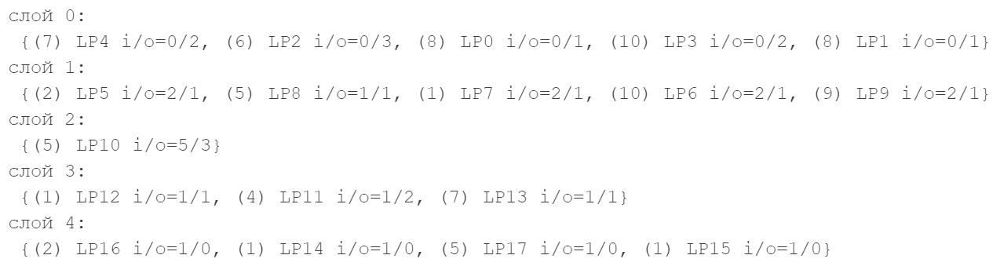 слой 0:
{(7) LP4 i/o=0/2, (6) LP2 i/o=0/3, (8) LP0 i/o=0/1, (10) LP3 i/o=0/2, (8) LP1 i/o=0/1}
слой 1:
{(2) LP5 i/o=2/1, (5) LP8 i/o=1/1, (1) LP7 i/o=2/1, (10) LP6 i/o=2/1, (9) LP9 i/o=2/1}
слой 2:
{(5) LP10 i/o=5/3}
слой 3:
{(1) LP12 i/o=1/1, (4) LP11 i/o=1/2, (7) LP13 i/o=1/1}
слой 4:
{(2) LP16 i/o=1/0, (1) LP14 i/o=1/0, (5) LP17 i/o=1/0, (1) LP15 i/o=1/0}